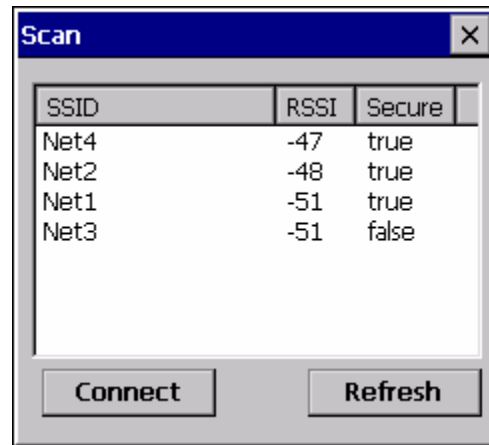 Scan
SSID RSSI Secure
Net4 -47 true
Net2 -48 true
Net1 -51 true
Net3 -51 false
Connect Refresh